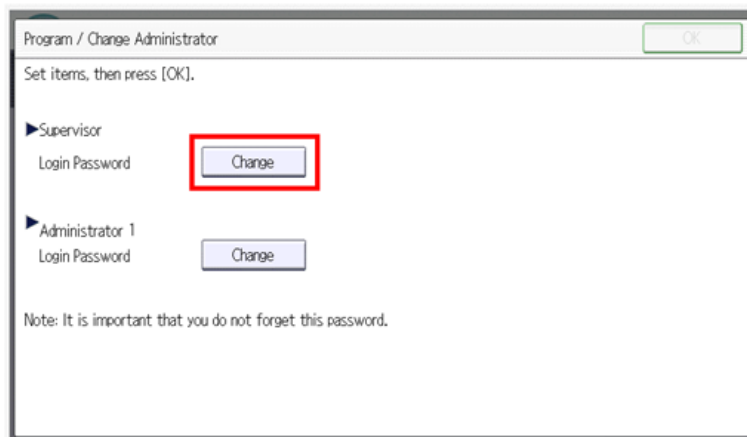 Program / Change Administrator
OK
Set items, then press [OK].
▶Supervisor
Login Password
Change
▶Administrator 1
Login Password
Change
Note: It is important that you do not forget this password.